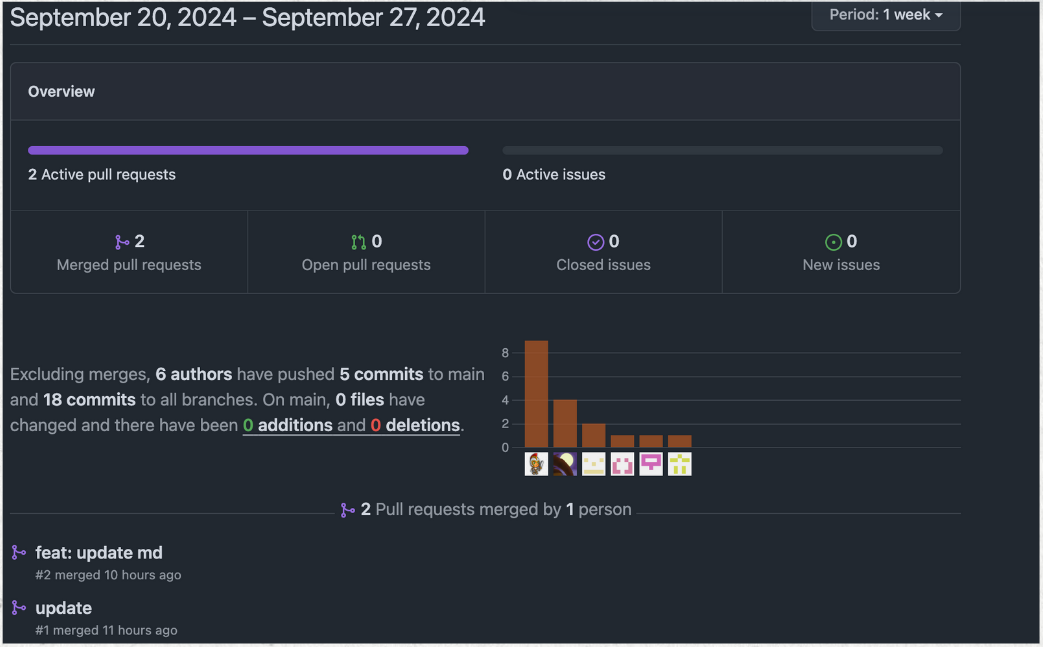 September 20, 2024 – September 27, 2024
Period: 1 week
Overview
2 Active pull requests
0 Active issues
2
Merged pull requests
0
Open pull requests
0
Closed issues
0
New issues
Excluding merges, 6 authors have pushed 5 commits to main
and 18 commits to all branches. On main, 0 files have
changed and there have been 0 additions and 0 deletions.
8
6
4
2
0
2 Pull requests merged by 1 person
feat: update md
#2 merged 10 hours ago
update
#1 merged 11 hours ago